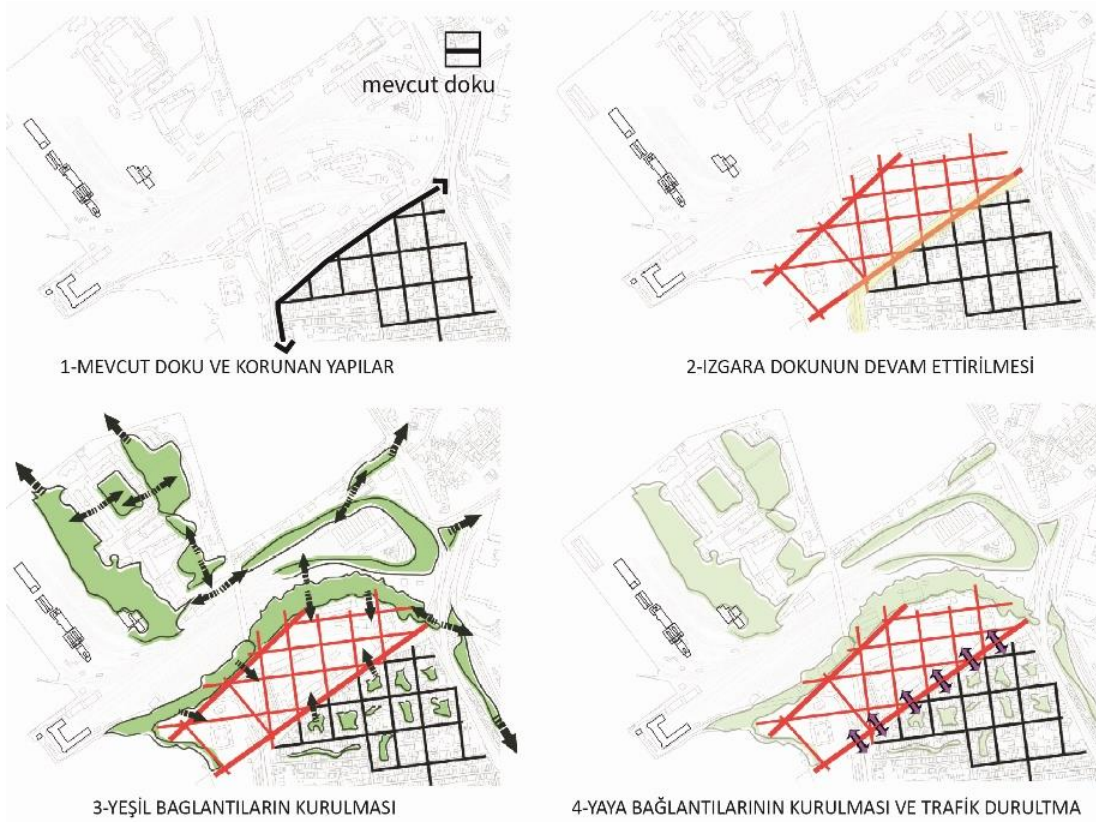 mevcut doku
1-MEVCUT DOKU VE KORUNAN YAPILAR
2-IZGARA DOKUNUN DEVAM ETTİRİLMESİ
3-YEŞİL BAGLANTILARIN KURULMASI
4-YAYA BAĞLANTILARININ KURULMASI VE TRAFİK DURULTMA